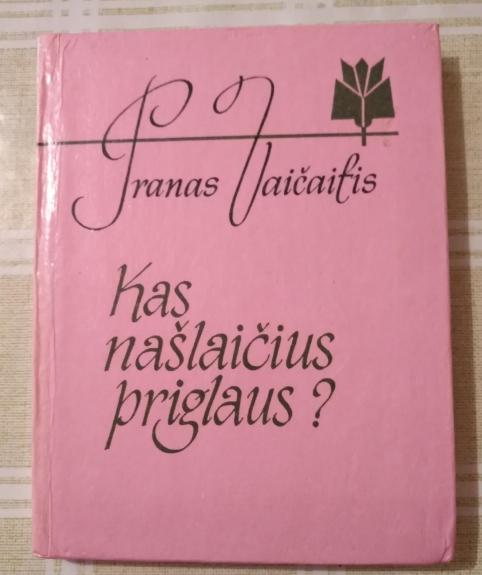 Pranas Vaičaitis
Kas
našlaičius
priglaus?